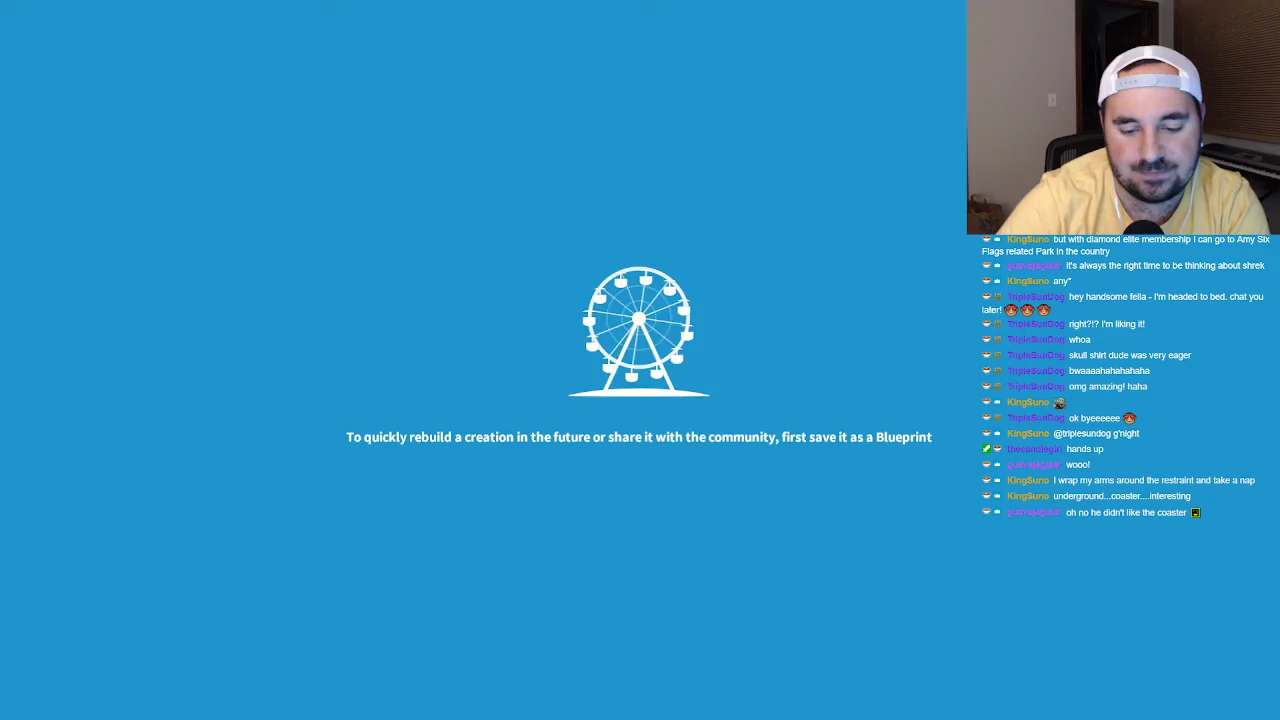 To quickly rebuild a creation in the future or share it with the community, first save it as a Blueprint
KingSuno but with diamond elite membership I can go to Amy Six
Flags related Park in the country
it's always the right time to be thinking about shrek
KingSuno any*
TripleSunDog hey handsome fella - I'm headed to bed. chat you
later!
TripleSunDog right?!? I'm liking it!
TripleSunDog whoa
TripleSunDog skull shirt dude was very eager
TripleSunDog bwaaaahahahahaha
TripleSunDog omg amazing! haha
KingSuno
TripleSunDog ok byeeeeee
KingSuno @triplesundog g'night
thecandlegirl hands up
wooo!
KingSuno I wrap my arms around the restraint and take a nap
KingSuno underground...coaster....interesting
oh no he didn't like the coaster